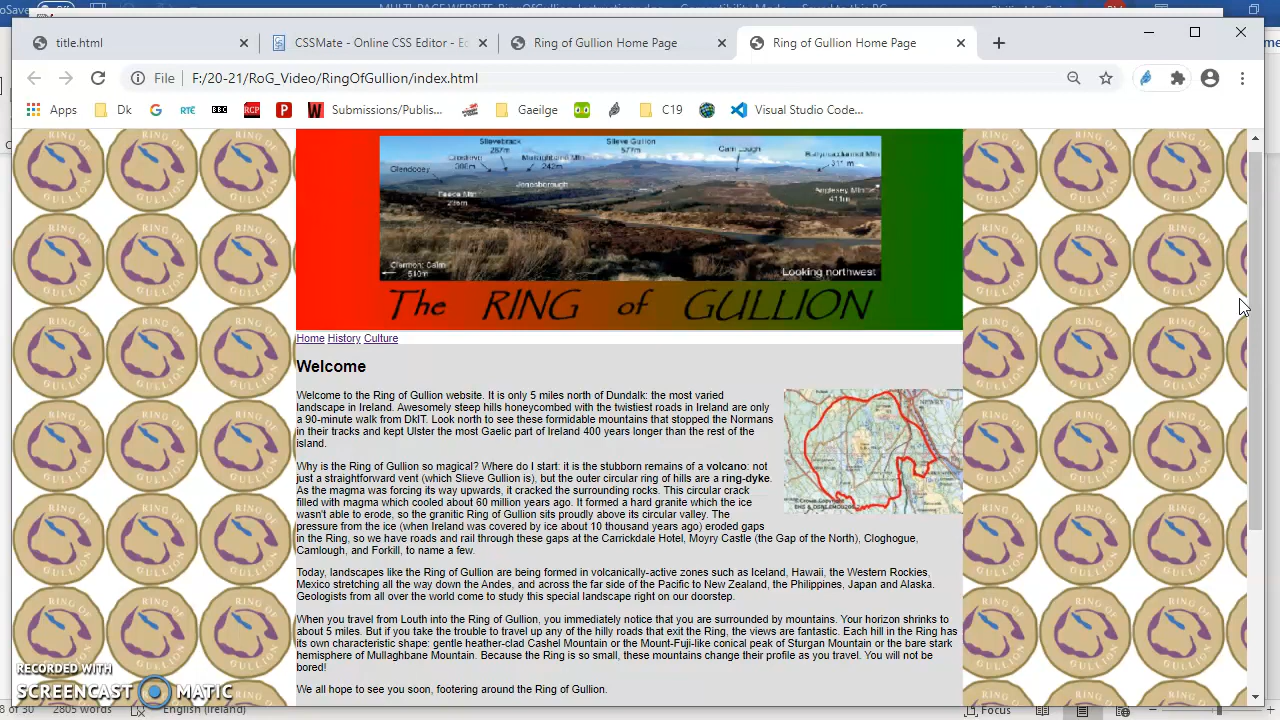 title.html
CSSMate - Online CSS Editor - Ec
Ring of Gullion Home Page
Ring of Gullion Home Page
File F:/20-21/RoG_Video/RingOfGullion/index.html
Apps Dk RTE BBC RCP Submissions/Publis... Gaeilge C19 Visual Studio Code...
Slievebrack
Slieve Gullion
577m
Glendooey
242m
Jonesborough
411m
Clermont Cairn
510m
Looking northwest
The RING of GULLION
Home History Culture
Welcome
Welcome to the Ring of Gullion website. It is only 5 miles north of Dundalk: the most varied
landscape in Ireland. Awesomely steep hills honeycombed with the twistiest roads in Ireland are only
a 90-minute walk from DkIT. Look north to see these formidable mountains that stopped the Normans
in their tracks and kept Ulster the most Gaelic part of Ireland 400 years longer than the rest of the
island.
Why is the Ring of Gullion so magical? Where do I start: it is the stubborn remains of a volcano: not
just a straightforward vent (which Slieve Gullion is), but the outer circular ring of hills are a ring-dyke.
As the magma was forcing its way upwards, it cracked the surrounding rocks. This circular crack
filled with magma which cooled about 60 million years ago. It formed a hard granite which the ice
wasn't able to erode, so the granitic Ring of Gullion sits proudly above its circular valley. The
pressure from the ice (when Ireland was covered by ice about 10 thousand years ago) eroded gaps
in the Ring, so we have roads and rail through these gaps at the Carrickdale Hotel, Moyry Castle (the Gap of the North), Cloghogue,
Camlough, and Forkill, to name a few.
Today, landscapes like the Ring of Gullion are being formed in volcanically-active zones such as Iceland, Hawaii, the Western Rockies,
Mexico stretching all the way down the Andes, and across the far side of the Pacific to New Zealand, the Philippines, Japan and Alaska.
Geologists from all over the world come to study this special landscape right on our doorstep.
When you travel from Louth into the Ring of Gullion, you immediately notice that you are surrounded by mountains. Your horizon shrinks to
about 5 miles. But if you take the trouble to travel up any of the hilly roads that exit the Ring, the views are fantastic. Each hill in the Ring has
its own characteristic shape: gentle heather-clad Cashel Mountain or the Mount-Fuji-like conical peak of Sturgan Mountain or the bare stark
hemisphere of Mullaghbane Mountain. Because the Ring is so small, these mountains change their profile as you travel. You will not be
bored!
We all hope to see you soon, footering around the Ring of Gullion.
RING OF GULLION
RECORDED WITH
SCREENCAST MATIC
8 of 30 2805 words English (Ireland) Focus